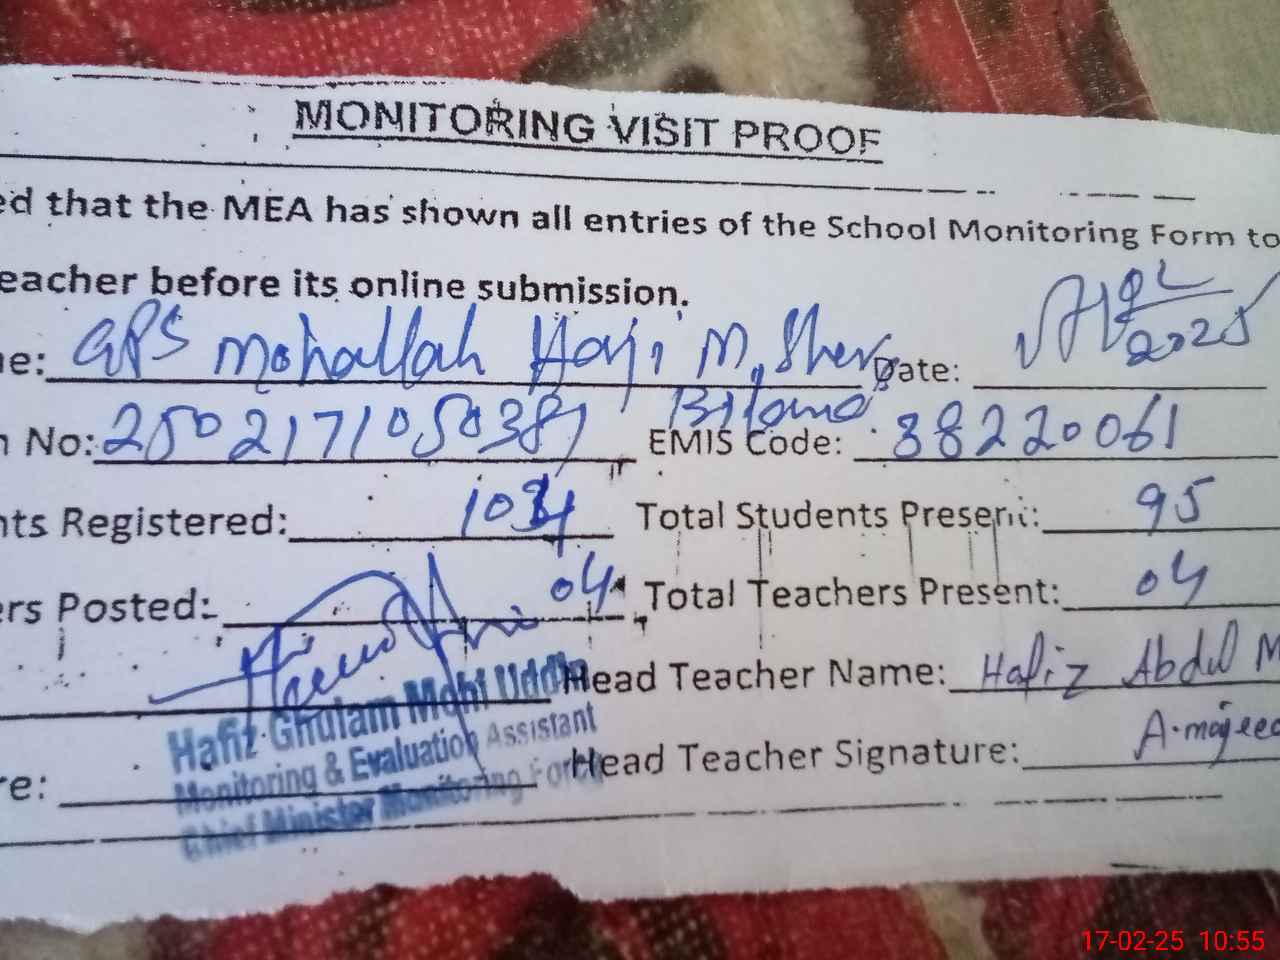 MONITORING VISIT PROOF
ed that the MEA has shown all entries of the School Monitoring Form to
eacher before its online submission.
e: GPS Mohallah Haji M. Sher Date: 02
2025
No: EMIS Code: 38220061
nts Registered: 104 Total Students Present: 95
ers Posted: 04 Total Teachers Present: 04
Head Teacher Name: Hafiz Abdul M
Hafiz Ghulam Mohi Uddin
Monitoring & Evaluation Assistant
Chief Minister Monitoring Force
re: Head Teacher Signature: A.majeed
17-02-25 10:55